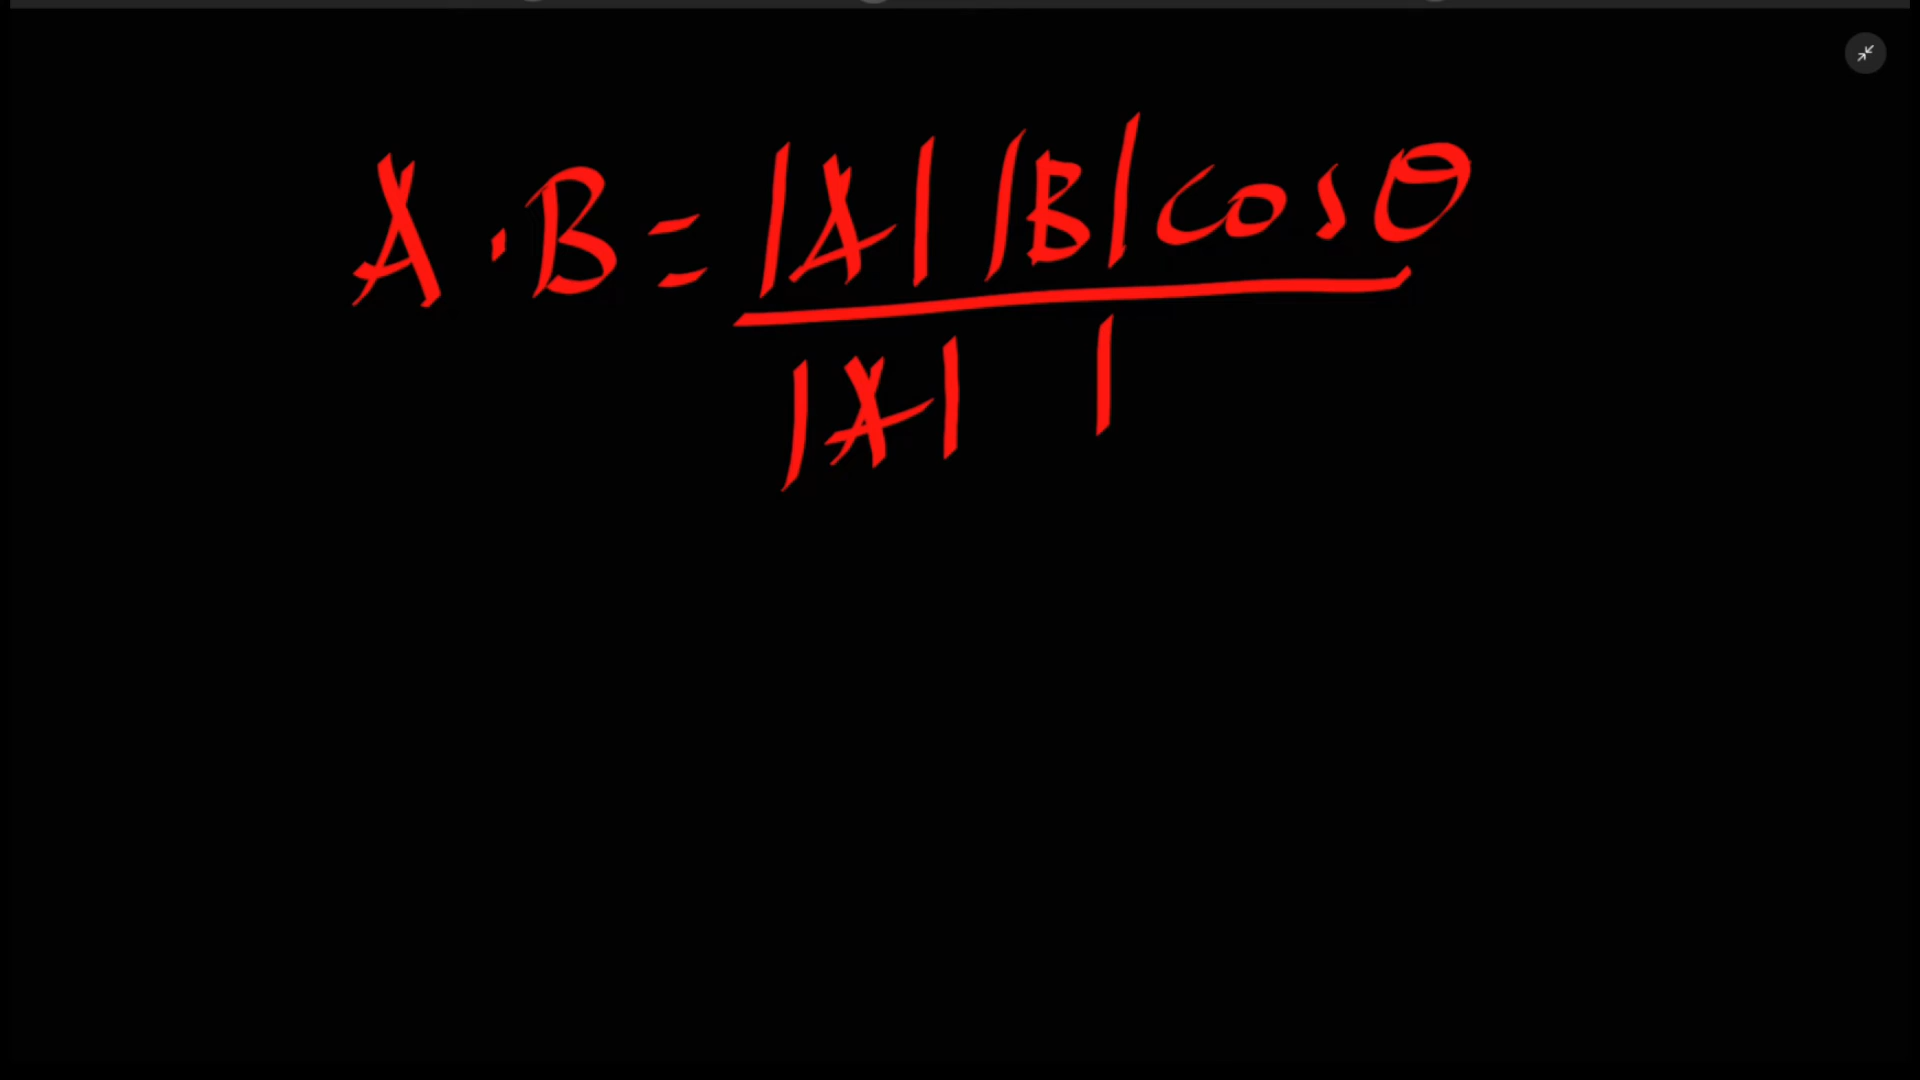 A · B = |A| |B| cos θ
|A| |